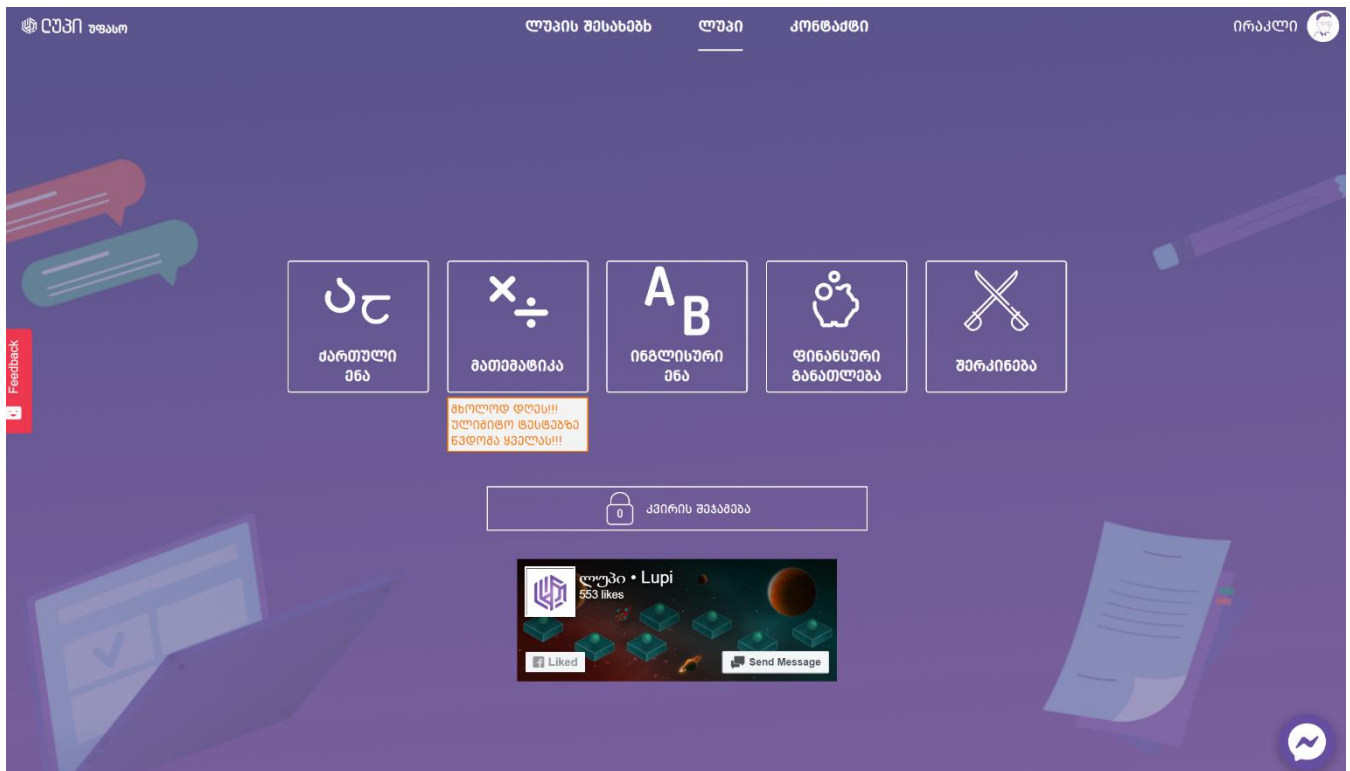 ლუპი უფასო
ლუპის შესახებხ
ლუპი
კონტაქტი
ირაკლი
Feedback
ქართული
ენა
მათემატიკა
A B
ინგლისური
ენა
ფინანსური
განათლება
შერკინება
მხოლოდ დღეს!!!
ულიმიტო ტესტებზე
წვდომა ყველას!!!
0
კვირის შეჯამება
ლუპი • Lupi
553 likes
Liked
Send Message